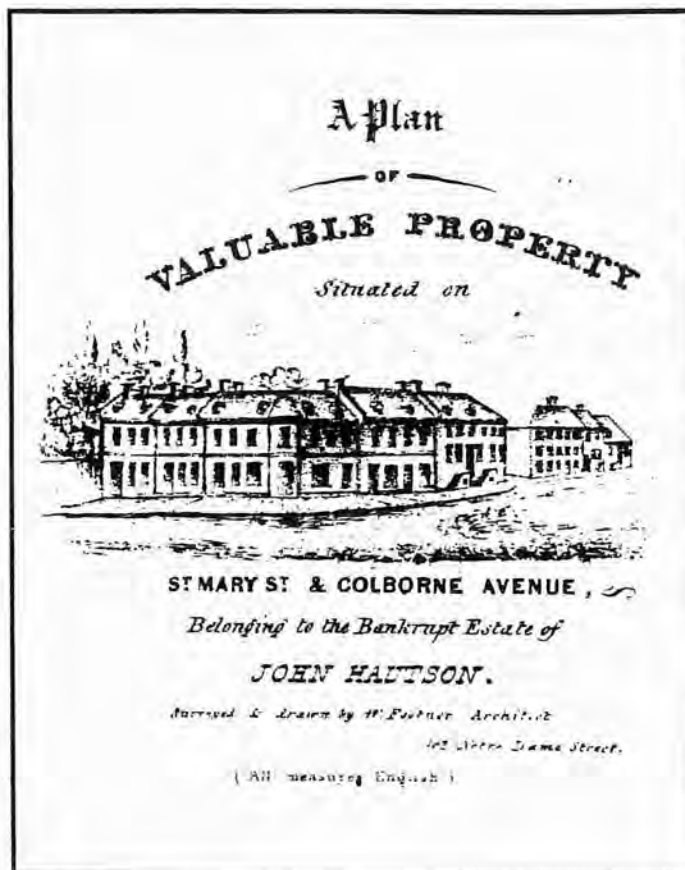 A Plan
OF
VALUABLE PROPERTY
Situated on
ST MARY ST & COLBORNE AVENUE,
Belonging to the Bankrupt Estate of
JOHN HAUTSON.
Surveyed & drawn by W. Footner Architect
Notre Dame Street.
(All measures English)